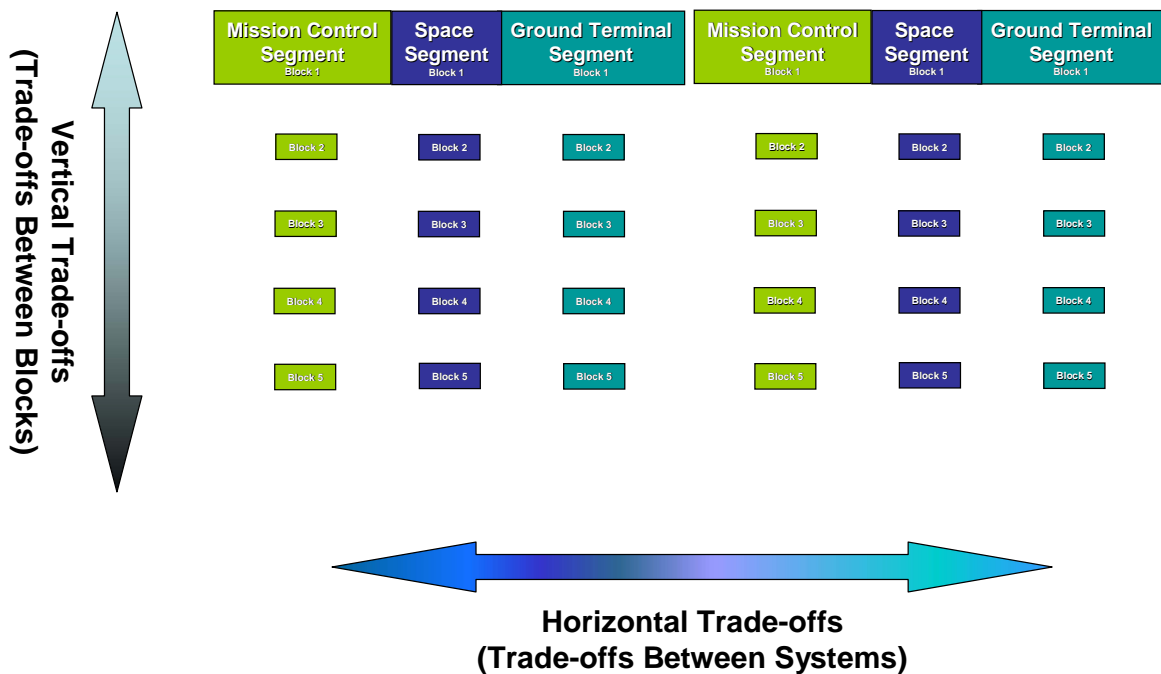 Mission Control
Segment
Block 1
Space
Segment
Block 1
Ground Terminal
Segment
Block 1
Mission Control
Segment
Block 1
Space
Segment
Block 1
Ground Terminal
Segment
Block 1
Vertical Trade-offs
(Trade-offs Between Blocks)
Block 2
Block 2
Block 2
Block 2
Block 2
Block 2
Block 3
Block 3
Block 3
Block 3
Block 3
Block 3
Block 4
Block 4
Block 4
Block 4
Block 4
Block 4
Block 5
Block 5
Block 5
Block 5
Block 5
Block 5
Horizontal Trade-offs
(Trade-offs Between Systems)